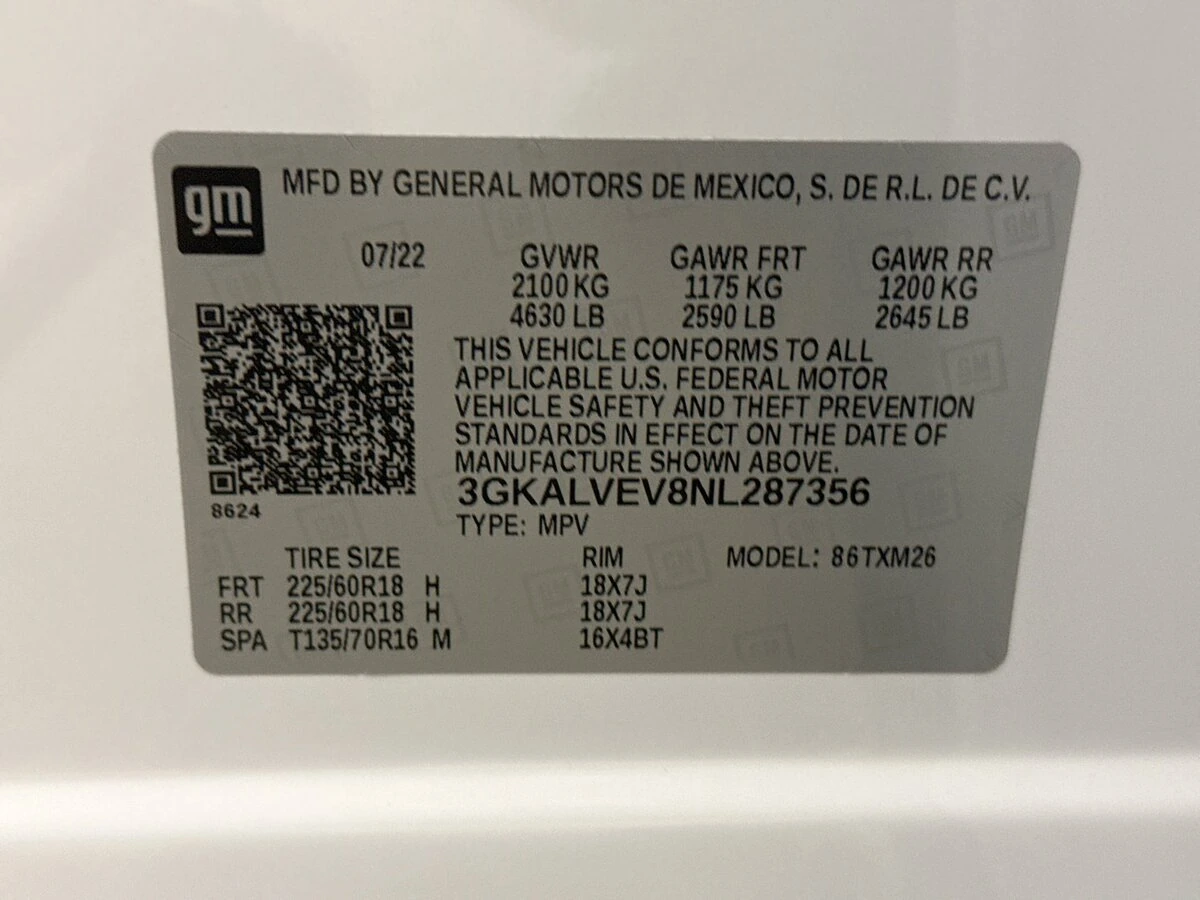 gm
MFD BY GENERAL MOTORS DE MEXICO, S. DE R.L. DE C.V.
07/22 GVWR GAWR FRT GAWR RR
2100 KG 1175 KG 1200 KG
4630 LB 2590 LB 2645 LB
THIS VEHICLE CONFORMS TO ALL
APPLICABLE U.S. FEDERAL MOTOR
VEHICLE SAFETY AND THEFT PREVENTION
STANDARDS IN EFFECT ON THE DATE OF
MANUFACTURE SHOWN ABOVE.
3GKALVEV8NL287356
8624
TYPE: MPV
TIRE SIZE RIM MODEL: 86TXM26
FRT 225/60R18 H 18X7J
RR 225/60R18 H 18X7J
SPA T135/70R16 M 16X4BT